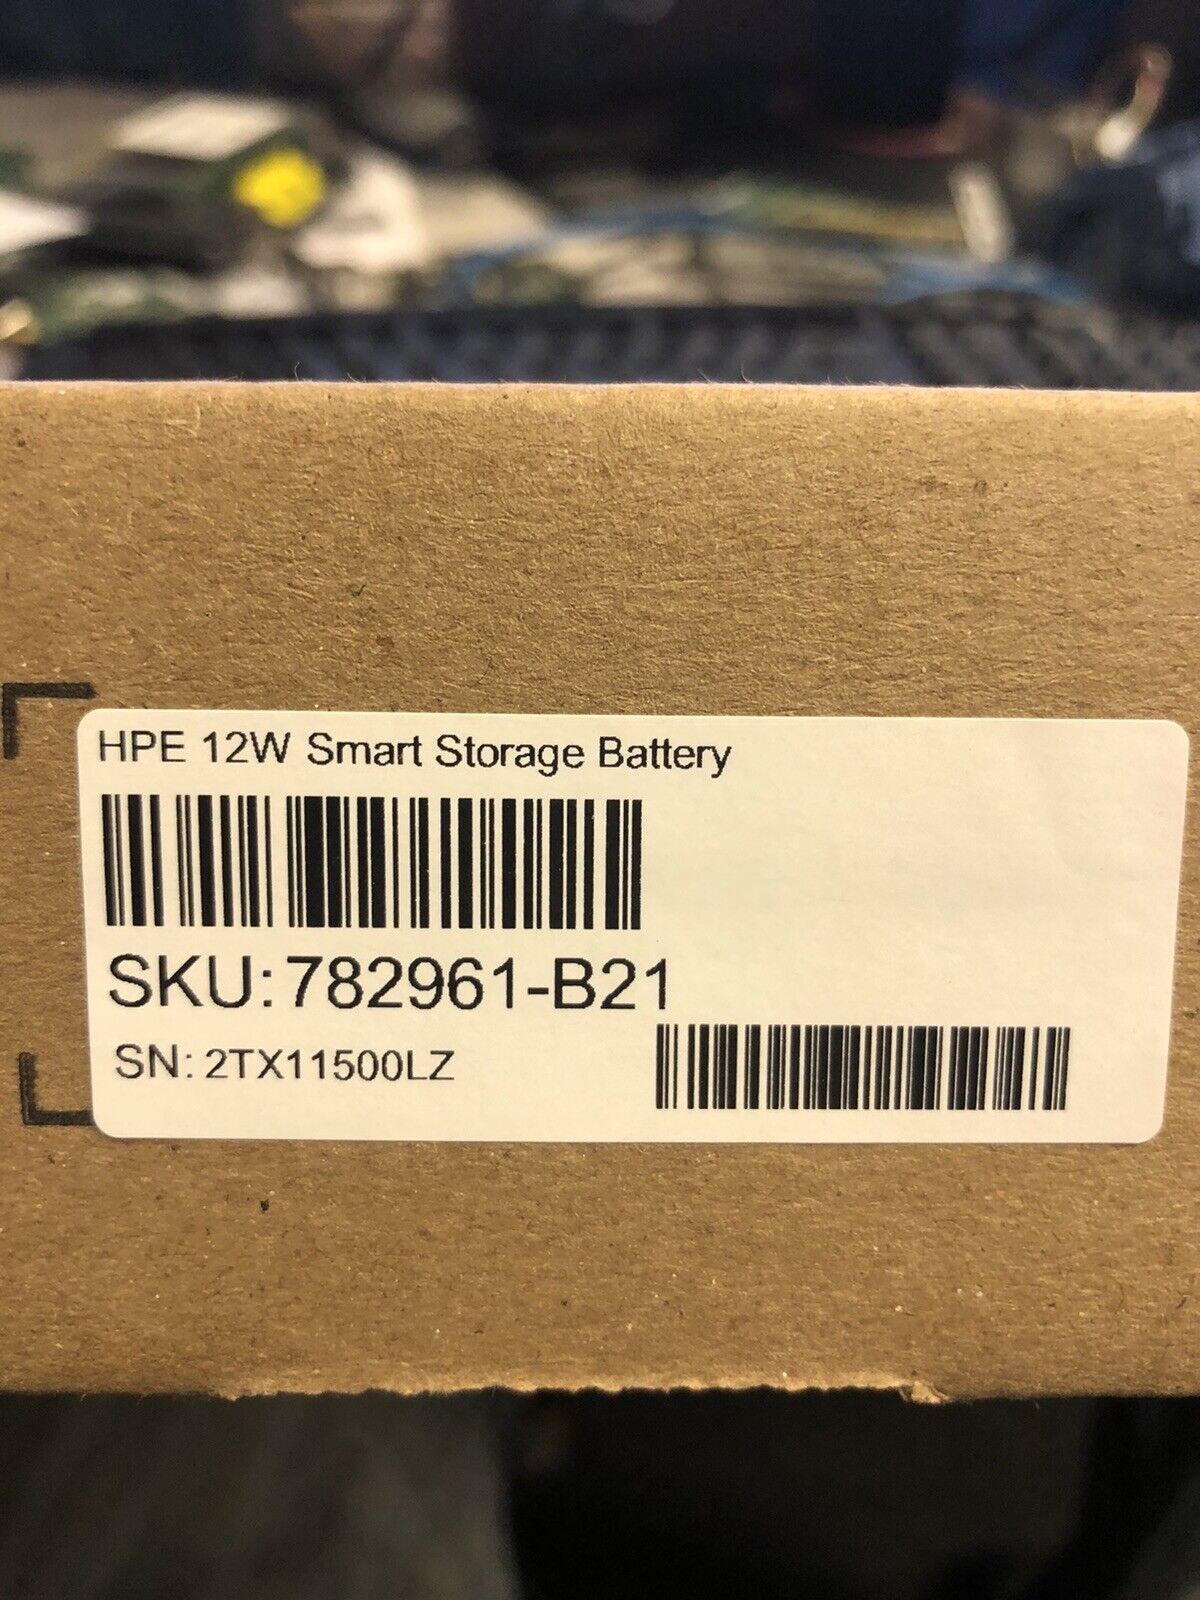 HPE 12W Smart Storage Battery
SKU:782961-B21
SN: 2TX11500LZ